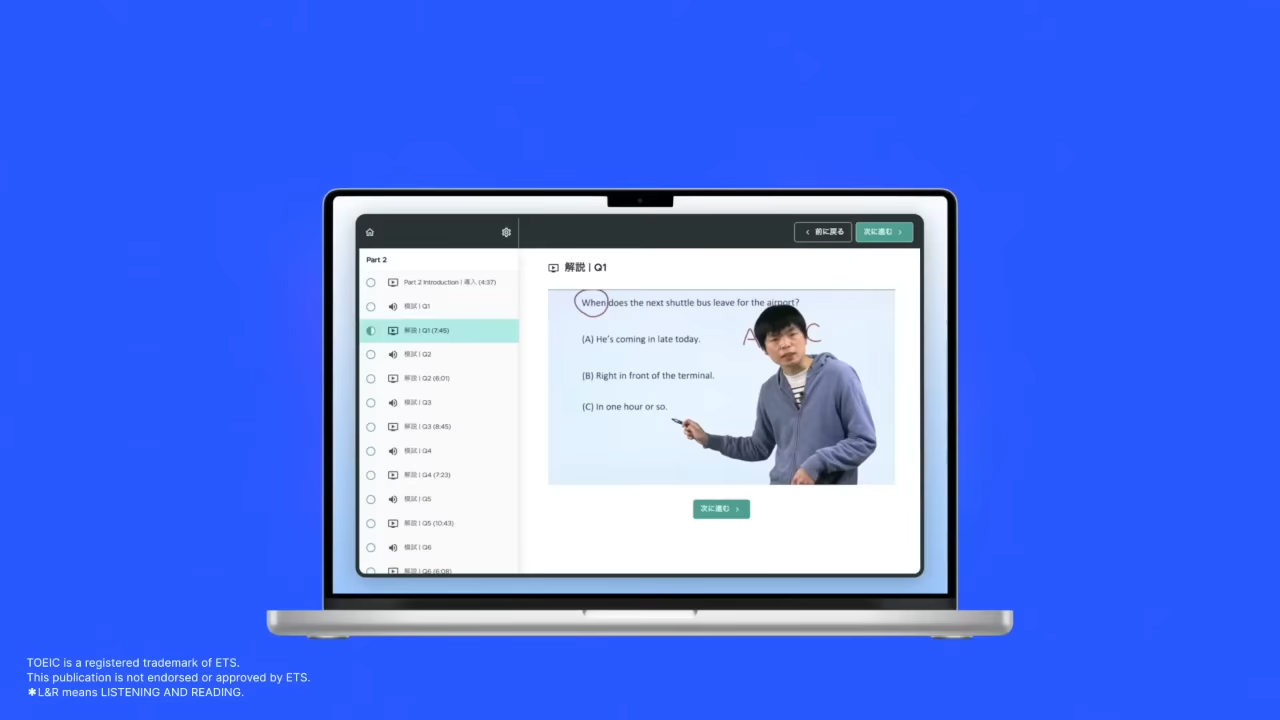 前に戻る
次に進む
Part 2
Part 2 Introduction | 導入 (4:37)
模試 | Q1
解説 | Q1 (7:45)
模試 | Q2
解説 | Q2 (6:01)
模試 | Q3
解説 | Q3 (8:45)
模試 | Q4
解説 | Q4 (7:23)
模試 | Q5
解説 | Q5 (10:43)
模試 | Q6
解説 | Q6 (6:08)
解説 | Q1
When does the next shuttle bus leave for the airport?
A C
(A) He's coming in late today.
(B) Right in front of the terminal.
(C) In one hour or so.
次に進む
TOEIC is a registered trademark of ETS.
This publication is not endorsed or approved by ETS.
✱L&R means LISTENING AND READING.